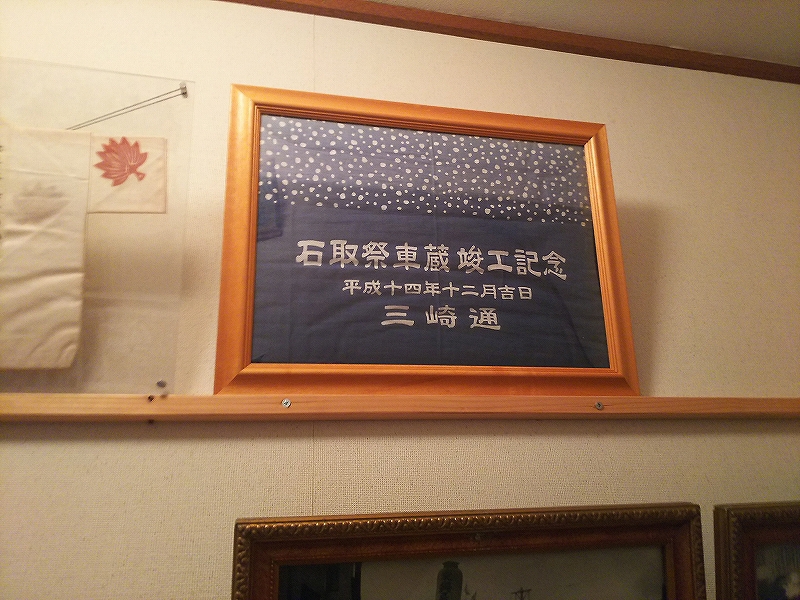 石取祭車蔵竣工記念
平成十四年十二月吉日
三崎通